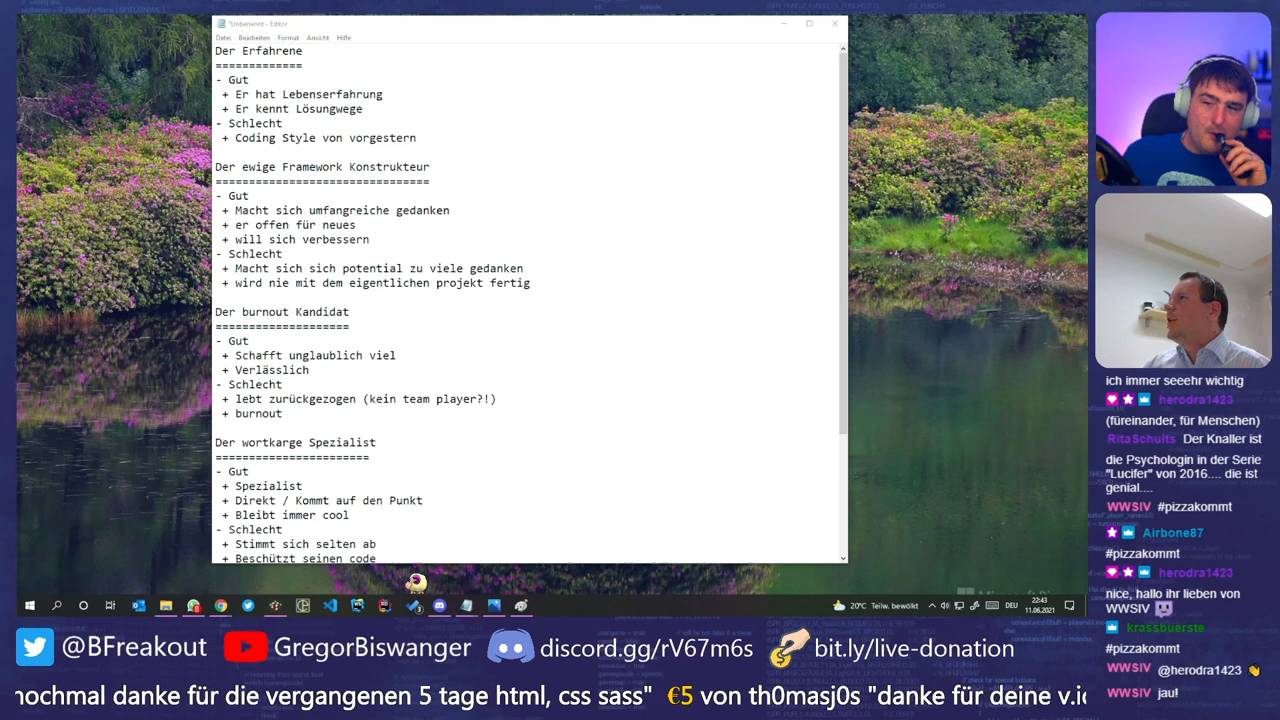 *Unbenannt - Editor
Datei Bearbeiten Format Ansicht Hilfe
Der Erfahrene
=============
- Gut
+ Er hat Lebenserfahrung
+ Er kennt Lösungwege
- Schlecht
+ Coding Style von vorgestern
Der ewige Framework Konstrukteur
================================
- Gut
+ Macht sich umfangreiche gedanken
+ er offen für neues
+ will sich verbessern
- Schlecht
+ Macht sich sich potential zu viele gedanken
+ wird nie mit dem eigentlichen projekt fertig
Der burnout Kandidat
====================
- Gut
+ Schafft unglaublich viel
+ Verlässlich
- Schlecht
+ lebt zurückgezogen (kein team player?!)
+ burnout
Der wortkarge Spezialist
=======================
- Gut
+ Spezialist
+ Direkt / Kommt auf den Punkt
+ Bleibt immer cool
- Schlecht
+ Stimmt sich selten ab
+ Beschützt seinen code
20°C Teilw. bewölkt
DEU
22:43
11.06.2021
ich immer seeehr wichtig
herodra1423
(füreinander, für Menschen)
RitaSchults Der Knaller ist
die Psychologin in der Serie
"Lucifer" von 2016.... die ist
genial....
WWSIV #pizzakommt
Airbone87
#pizzakommt
herodra1423
nice, hallo ihr lieben von
WWSIV
krassbuerste
#pizzakommt
WWSIV @herodra1423
WWSIV jau!
@BFreakout
GregorBiswanger
discord.gg/rV67m6s
bit.ly/live-donation
nochmal danke für die vergangenen 5 tage html, css sass" €5 von th0masj0s "danke für deine v.i